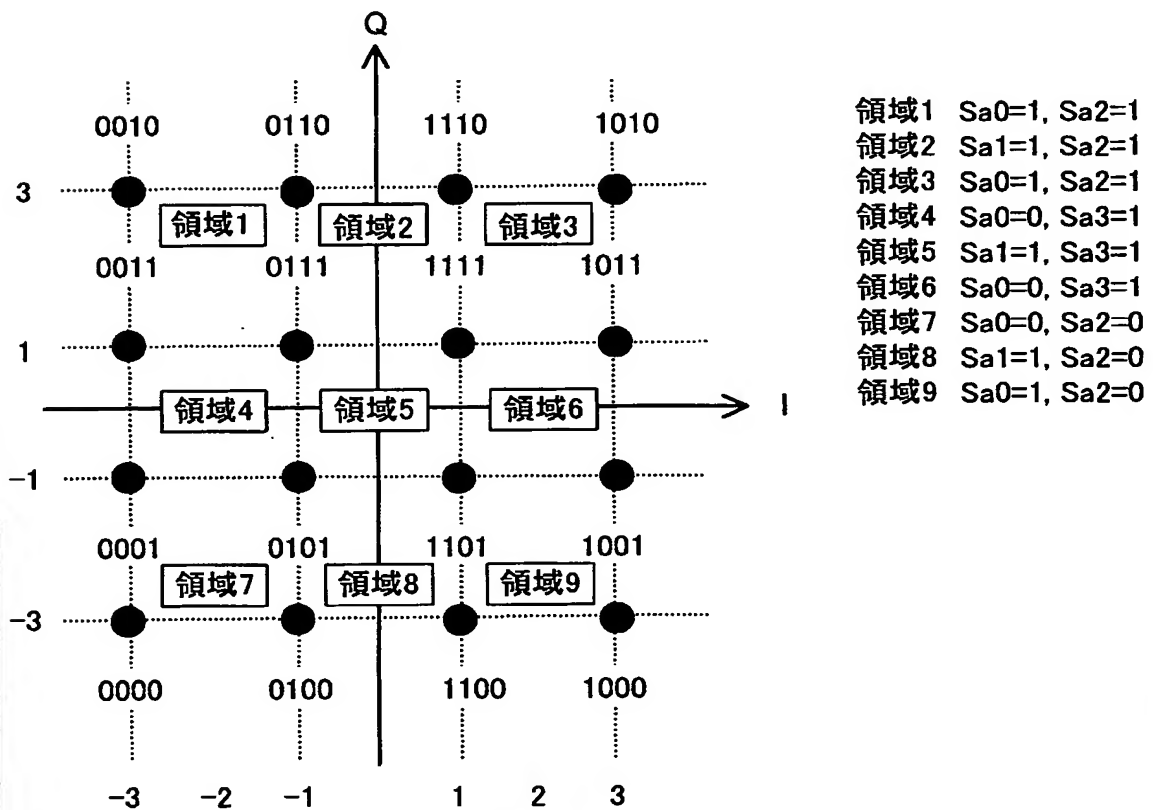 Q
0010 0110 1110 1010
3
領域1 領域2 領域3
0011 0111 1111 1011
1
領域4 領域5 領域6 I
-1
0001 0101 1101 1001
領域7 領域8 領域9
-3
0000 0100 1100 1000
-3 -2 -1 1 2 3
領域1 Sa0=1, Sa2=1
領域2 Sa1=1, Sa2=1
領域3 Sa0=1, Sa2=1
領域4 Sa0=0, Sa3=1
領域5 Sa1=1, Sa3=1
領域6 Sa0=0, Sa3=1
領域7 Sa0=0, Sa2=0
領域8 Sa1=1, Sa2=0
領域9 Sa0=1, Sa2=0